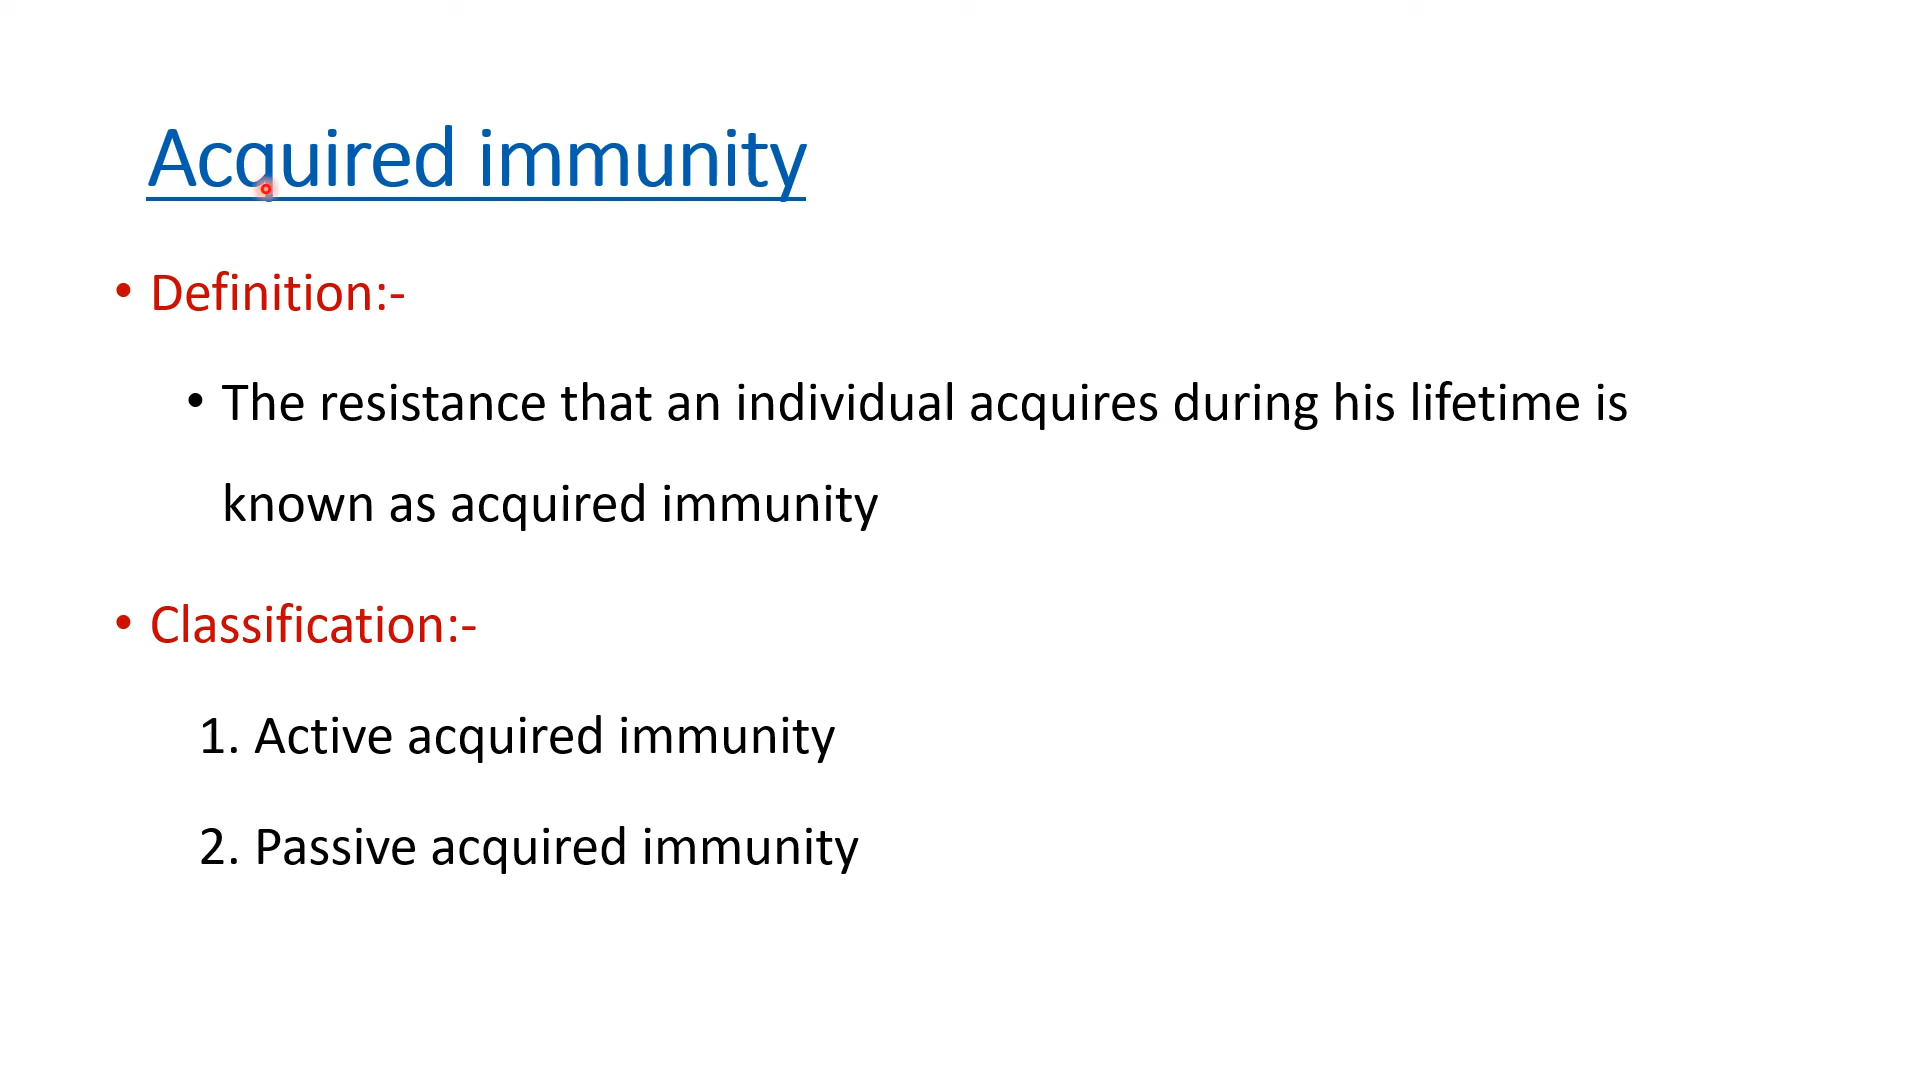 Acquired immunity
• Definition:-
• The resistance that an individual acquires during his lifetime is
known as acquired immunity
• Classification:-
1. Active acquired immunity
2. Passive acquired immunity